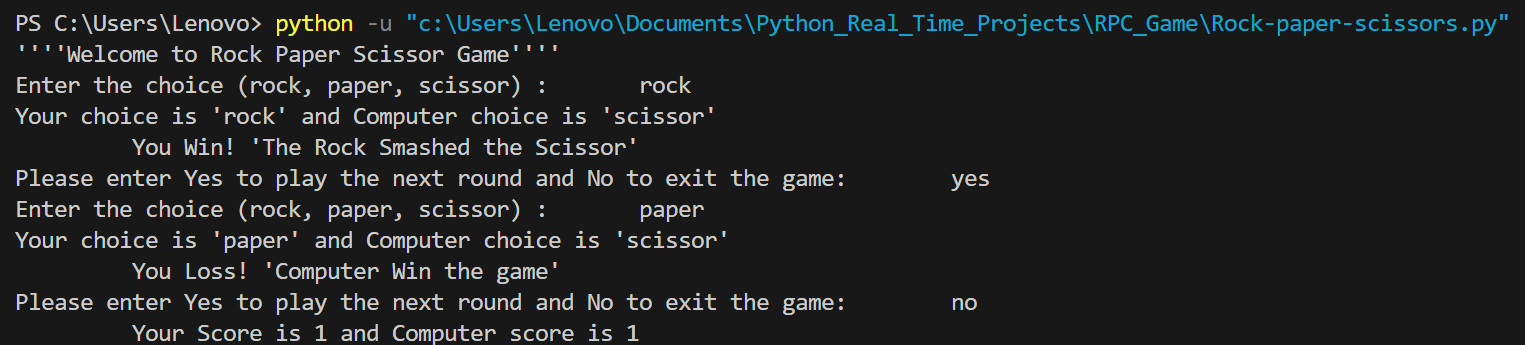 PS C:\Users\Lenovo> python -u "c:\Users\Lenovo\Documents\Python_Real_Time_Projects\RPC_Game\Rock-paper-scissors.py"
''''Welcome to Rock Paper Scissor Game''''
Enter the choice (rock, paper, scissor) :       rock
Your choice is 'rock' and Computer choice is 'scissor'
         You Win! 'The Rock Smashed the Scissor'
Please enter Yes to play the next round and No to exit the game:        yes
Enter the choice (rock, paper, scissor) :       paper
Your choice is 'paper' and Computer choice is 'scissor'
         You Loss! 'Computer Win the game'
Please enter Yes to play the next round and No to exit the game:        no
         Your Score is 1 and Computer score is 1